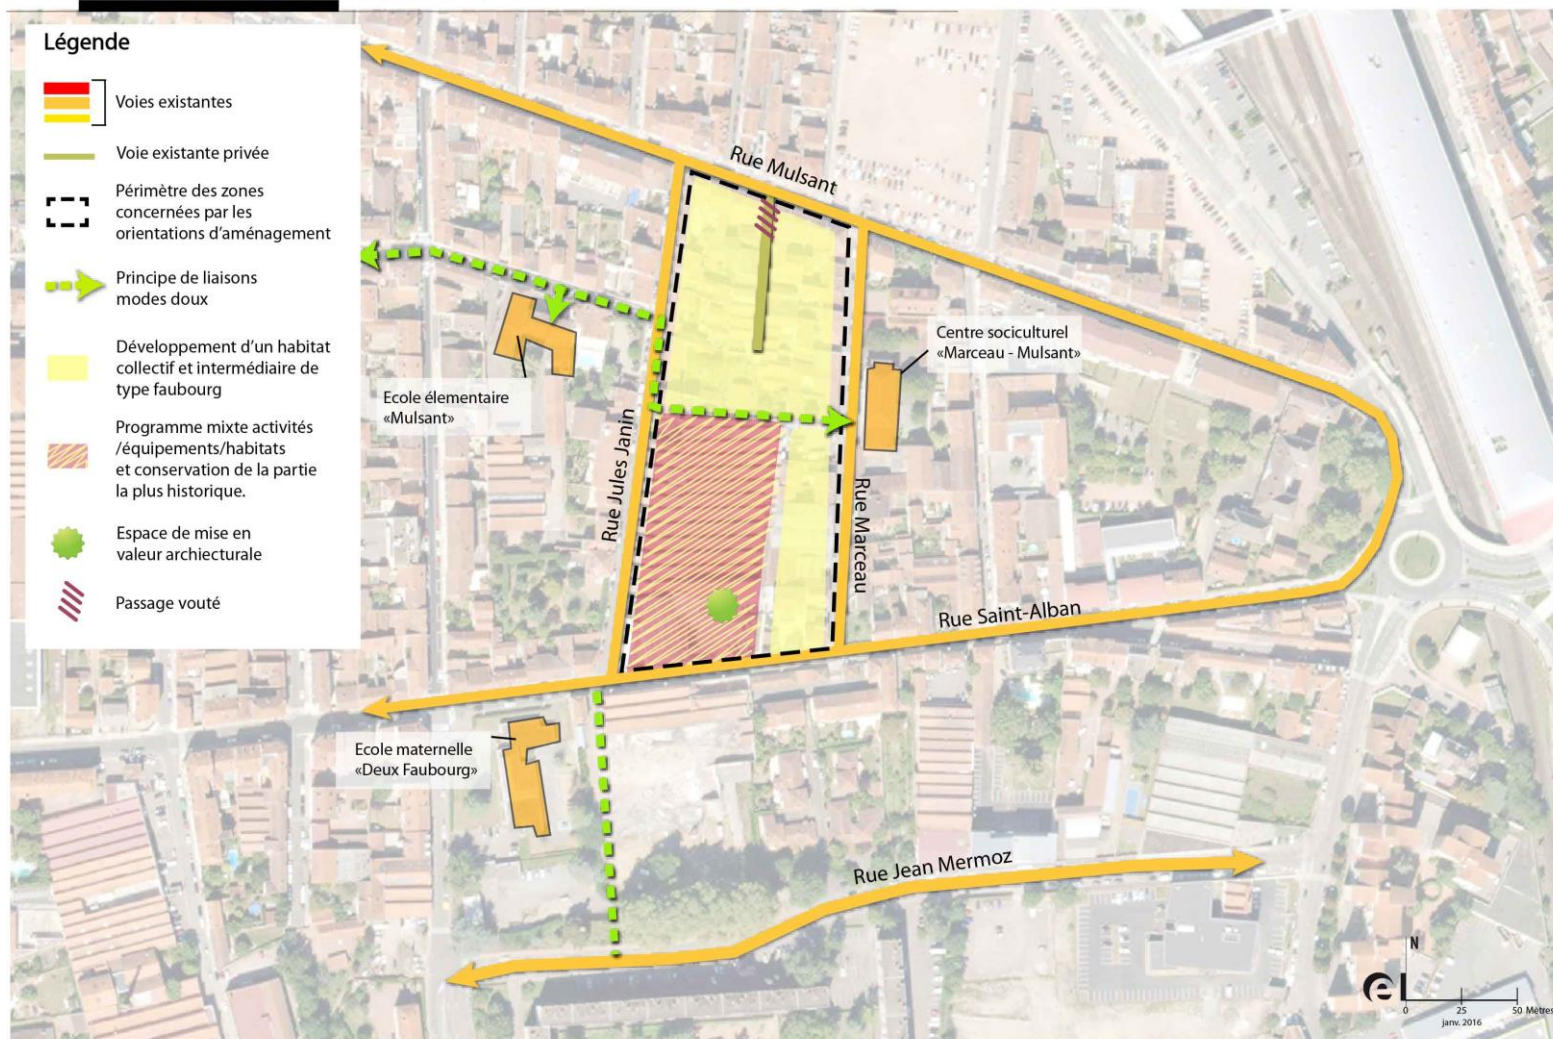 Légende
Voies existantes
Voie existante privée
Périmètre des zones
concernées par les
orientations d'aménagement
Principe de liaisons
modes doux
Développement d'un habitat
collectif et intermédiaire de
type faubourg
Programme mixte activités
/équipements/habitats
et conservation de la partie
la plus historique.
Espace de mise en
valeur archiecturale
Passage vouté
Rue Mulsant
Centre sociculturel
«Marceau - Mulsant»
Ecole élementaire
«Mulsant»
Rue Jules Janin
Rue Marceau
Rue Saint-Alban
Ecole maternelle
«Deux Faubourg»
Rue Jean Mermoz
N
0 25 50 Mètres
janv. 2016